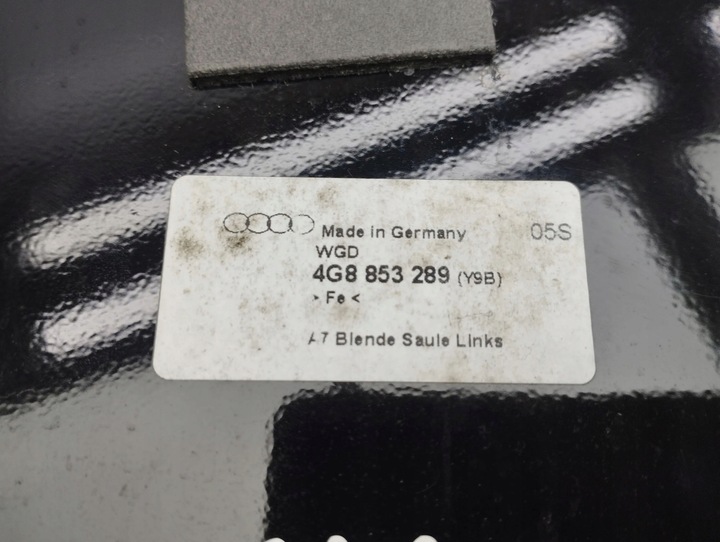 Made in Germany 05S
WGD
4G8 853 289 (Y9B)
> Fe <
A7 Blende Saule Links